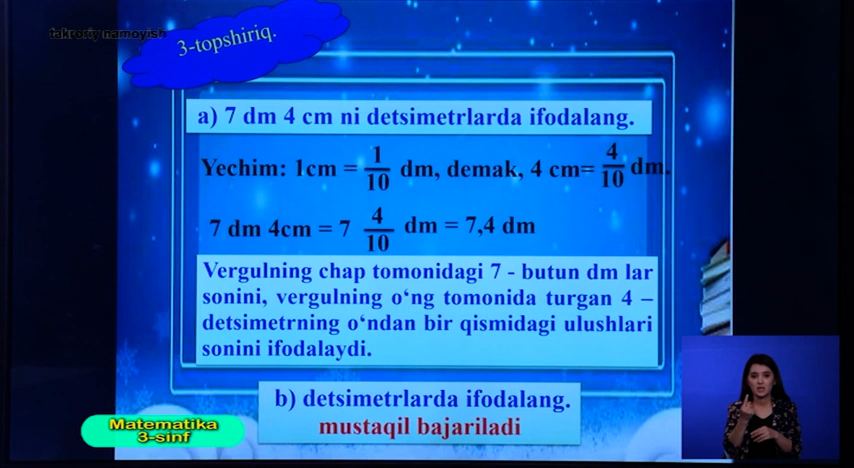 takroriy namoyish
3-topshiriq.
a) 7 dm 4 cm ni detsimetrlarda ifodalang.
Yechim: 1cm = 1/10 dm, demak, 4 cm= 4/10 dm.
7 dm 4cm = 7 4/10 dm = 7,4 dm
Vergulning chap tomonidagi 7 - butun dm lar
sonini, vergulning o‘ng tomonida turgan 4 –
detsimetrning o‘ndan bir qismidagi ulushlari
sonini ifodalaydi.
b) detsimetrlarda ifodalang.
mustaqil bajariladi
Matematika
3-sinf